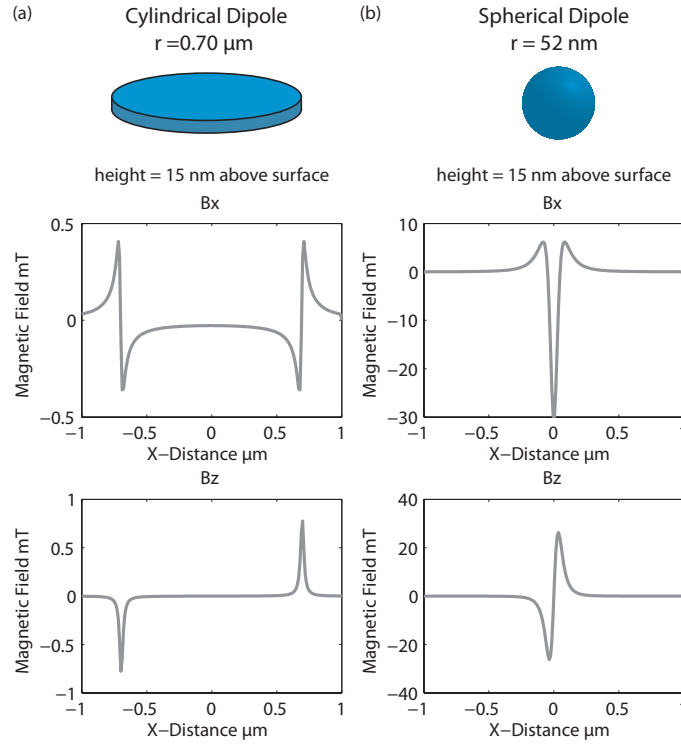 (a)
Cylindrical Dipole
r =0.70 μm
height = 15 nm above surface
Bx
Magnetic Field mT
0.5
0
−0.5
−1
−0.5
0
0.5
1
X−Distance μm
Bz
Magnetic Field mT
1
0.5
0
−0.5
−1
−1
−0.5
0
0.5
1
X−Distance μm
(b)
Spherical Dipole
r = 52 nm
height = 15 nm above surface
Bx
Magnetic Field mT
10
0
−10
−20
−30
−1
−0.5
0
0.5
1
X−Distance μm
Bz
Magnetic Field mT
40
20
0
−20
−40
−1
−0.5
0
0.5
1
X−Distance μm